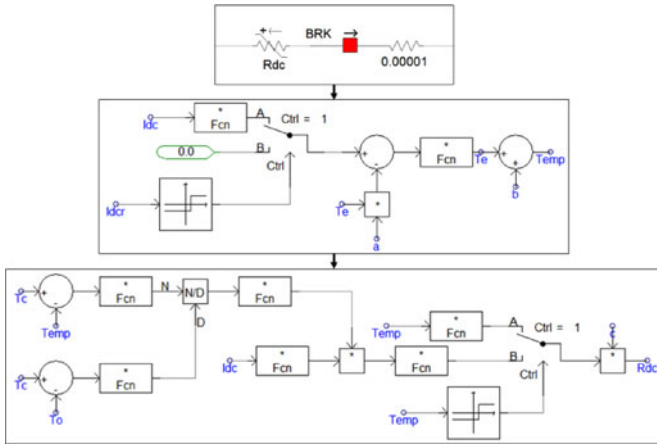 +
BRK
Rdc
0.00001
Idc
*
Fcn
A
Ctrl = 1
0.0
B
Ctrl
+
-
*
Fcn
Te
+
+
Temp
b
Idcr
Te
*
a
Tc
+
-
*
Fcn
N
N/D
*
Fcn
Temp
D
Tc
+
-
*
Fcn
To
Idc
*
Fcn
*
*
Fcn
Temp
*
Fcn
A
Ctrl = 1
B
Ctrl
c
*
Rdc
Temp